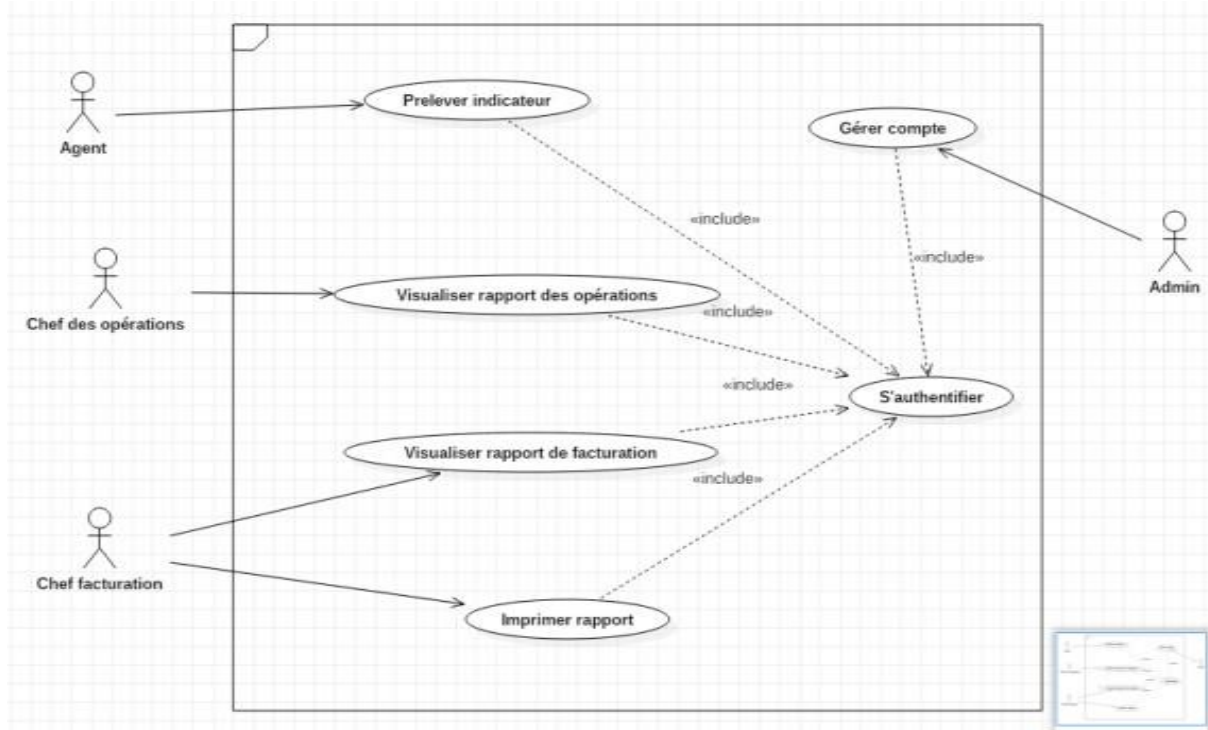 Prelever indicateur
Gérer compte
Agent
«include»
«include»
Admin
Visualiser rapport des opérations
«include»
Chef des opérations
«include»
S'authentifier
Visualiser rapport de facturation
«include»
Chef facturation
Imprimer rapport